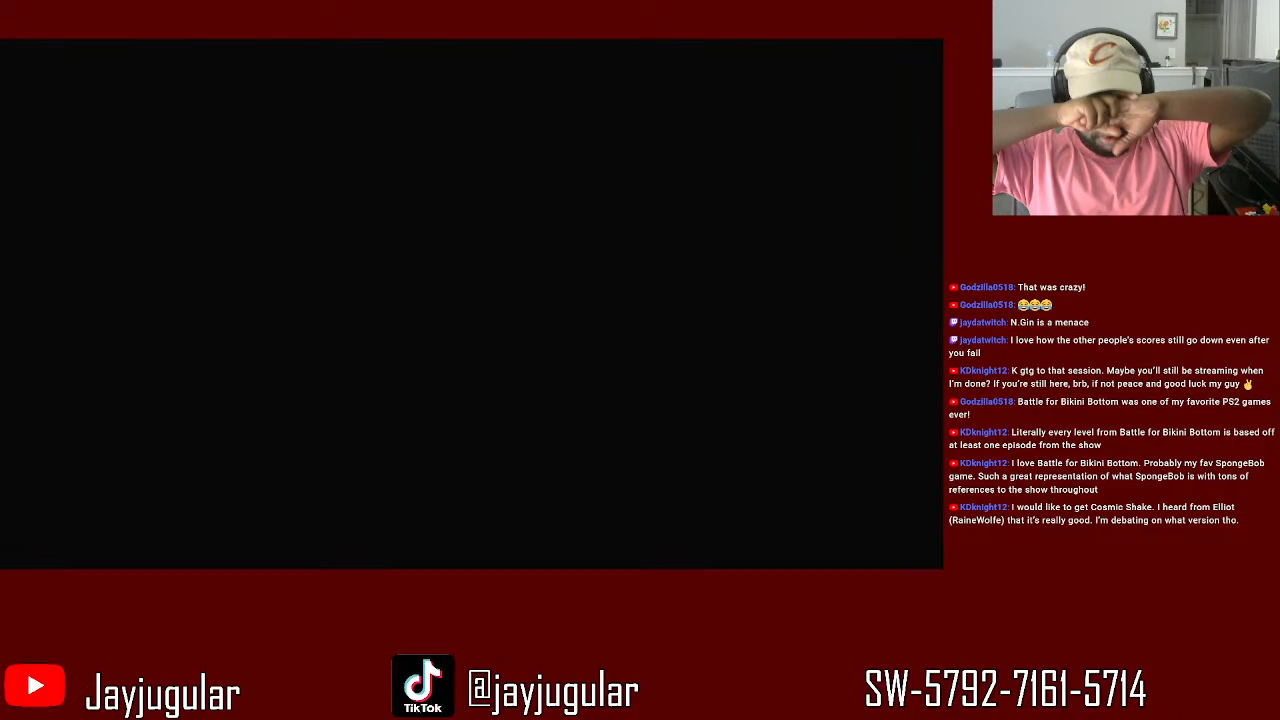 C
Godzilla0518: That was crazy!
Godzilla0518: 😂😂😂
jaydatwitch: N.Gin is a menace
jaydatwitch: I love how the other people's scores still go down even after
you fail
KDknight12: K gtg to that session. Maybe you'll still be streaming when
I'm done? If you're still here, brb, if not peace and good luck my guy ✌
Godzilla0518: Battle for Bikini Bottom was one of my favorite PS2 games
ever!
KDknight12: Literally every level from Battle for Bikini Bottom is based off
at least one episode from the show
KDknight12: I love Battle for Bikini Bottom. Probably my fav SpongeBob
game. Such a great representation of what SpongeBob is with tons of
references to the show throughout
KDknight12: I would like to get Cosmic Shake. I heard from Elliot
(RaineWolfe) that it's really good. I'm debating on what version tho.
Jayjugular
TikTok
@jayjugular
SW-5792-7161-5714